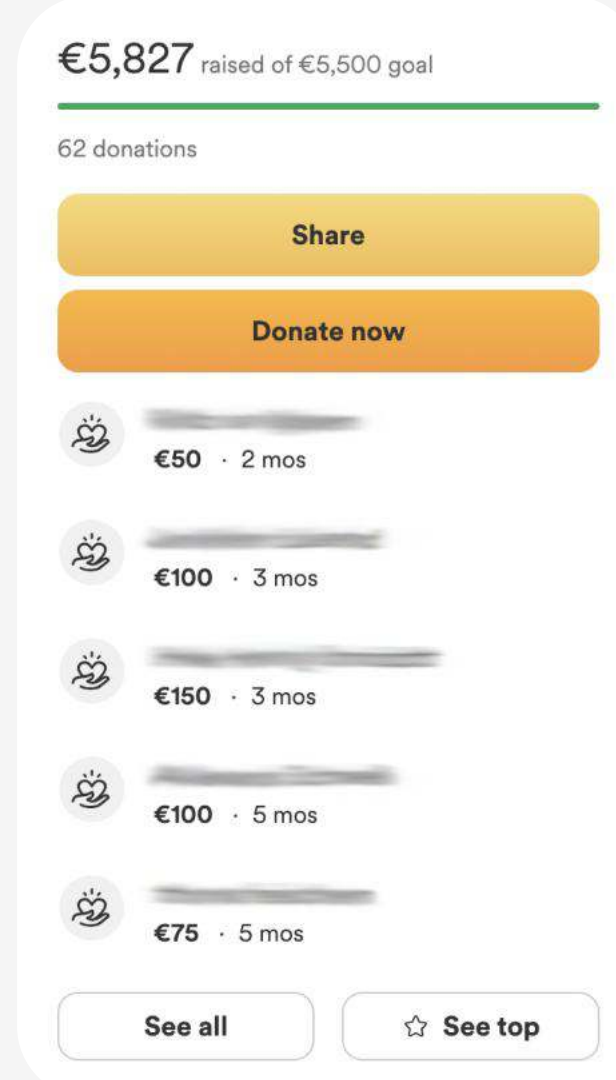 €5,827 raised of €5,500 goal
62 donations
Share
Donate now
€50 · 2 mos
€100 · 3 mos
€150 · 3 mos
€100 · 5 mos
€75 · 5 mos
See all
See top